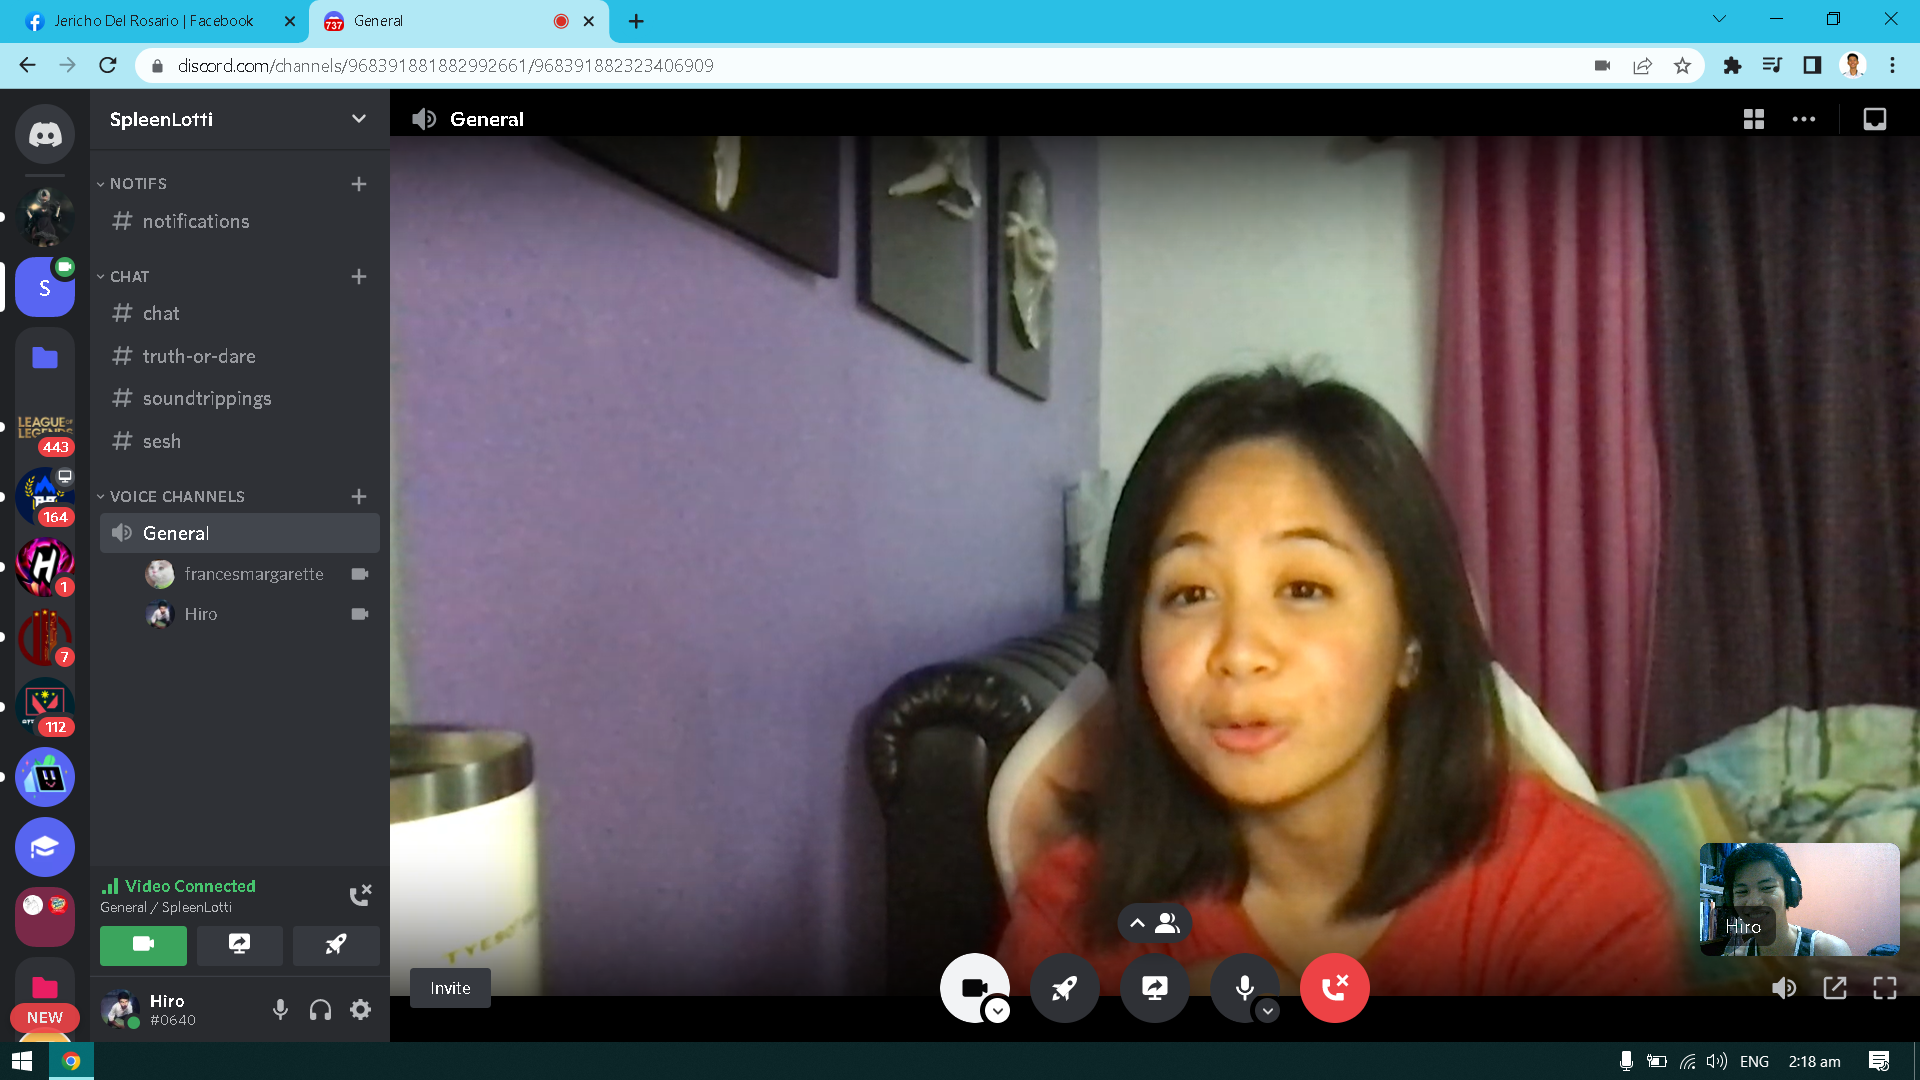 Jericho Del Rosario | Facebook
737
General
discord.com/channels/968391881882992661/968391882323406909
SpleenLotti
General
NOTIFS
notifications
S
CHAT
chat
truth-or-dare
soundtrippings
LEAGUE OF
LEGENDS
443
sesh
VOICE CHANNELS
164
General
francesmargarette
H
1
Hiro
7
112
Video Connected
General / SpleenLotti
Hiro
Invite
Hiro
#0640
NEW
ENG
2:18 am